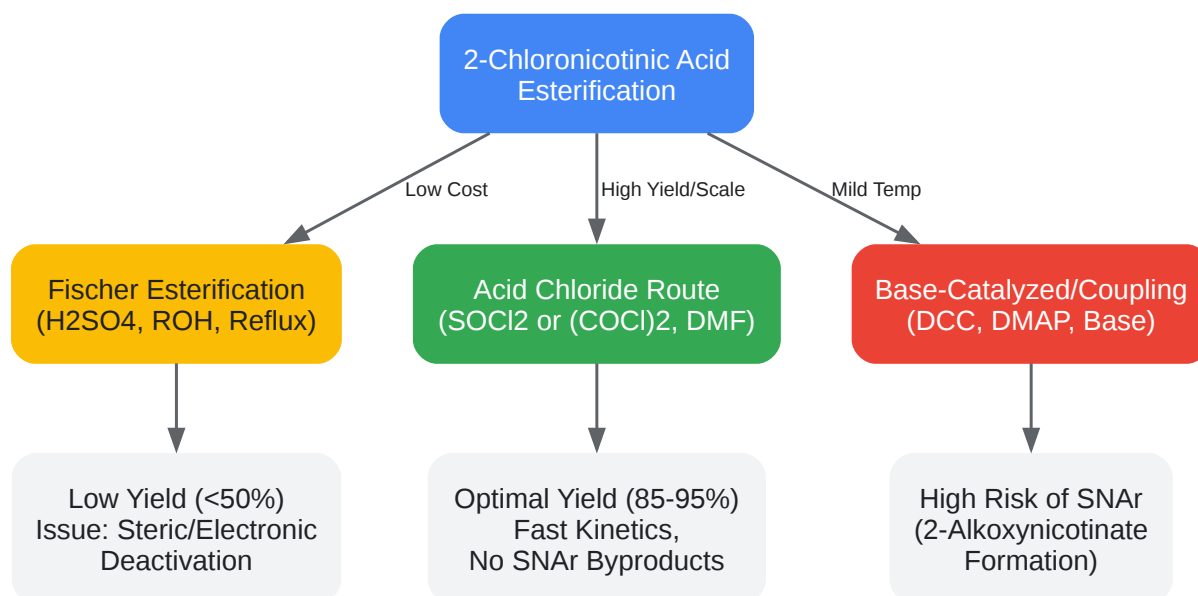 2-Chloronicotinic Acid
Esterification
Low Cost
High Yield/Scale
Mild Temp
Fischer Esterification
(H2SO4, ROH, Reflux)
Acid Chloride Route
(SOCl2 or (COCl)2, DMF)
Base-Catalyzed/Coupling
(DCC, DMAP, Base)
Low Yield (<50%)
Issue: Steric/Electronic
Deactivation
Optimal Yield (85-95%)
Fast Kinetics,
No SNAr Byproducts
High Risk of SNAr
(2-Alkoxynicotinate
Formation)